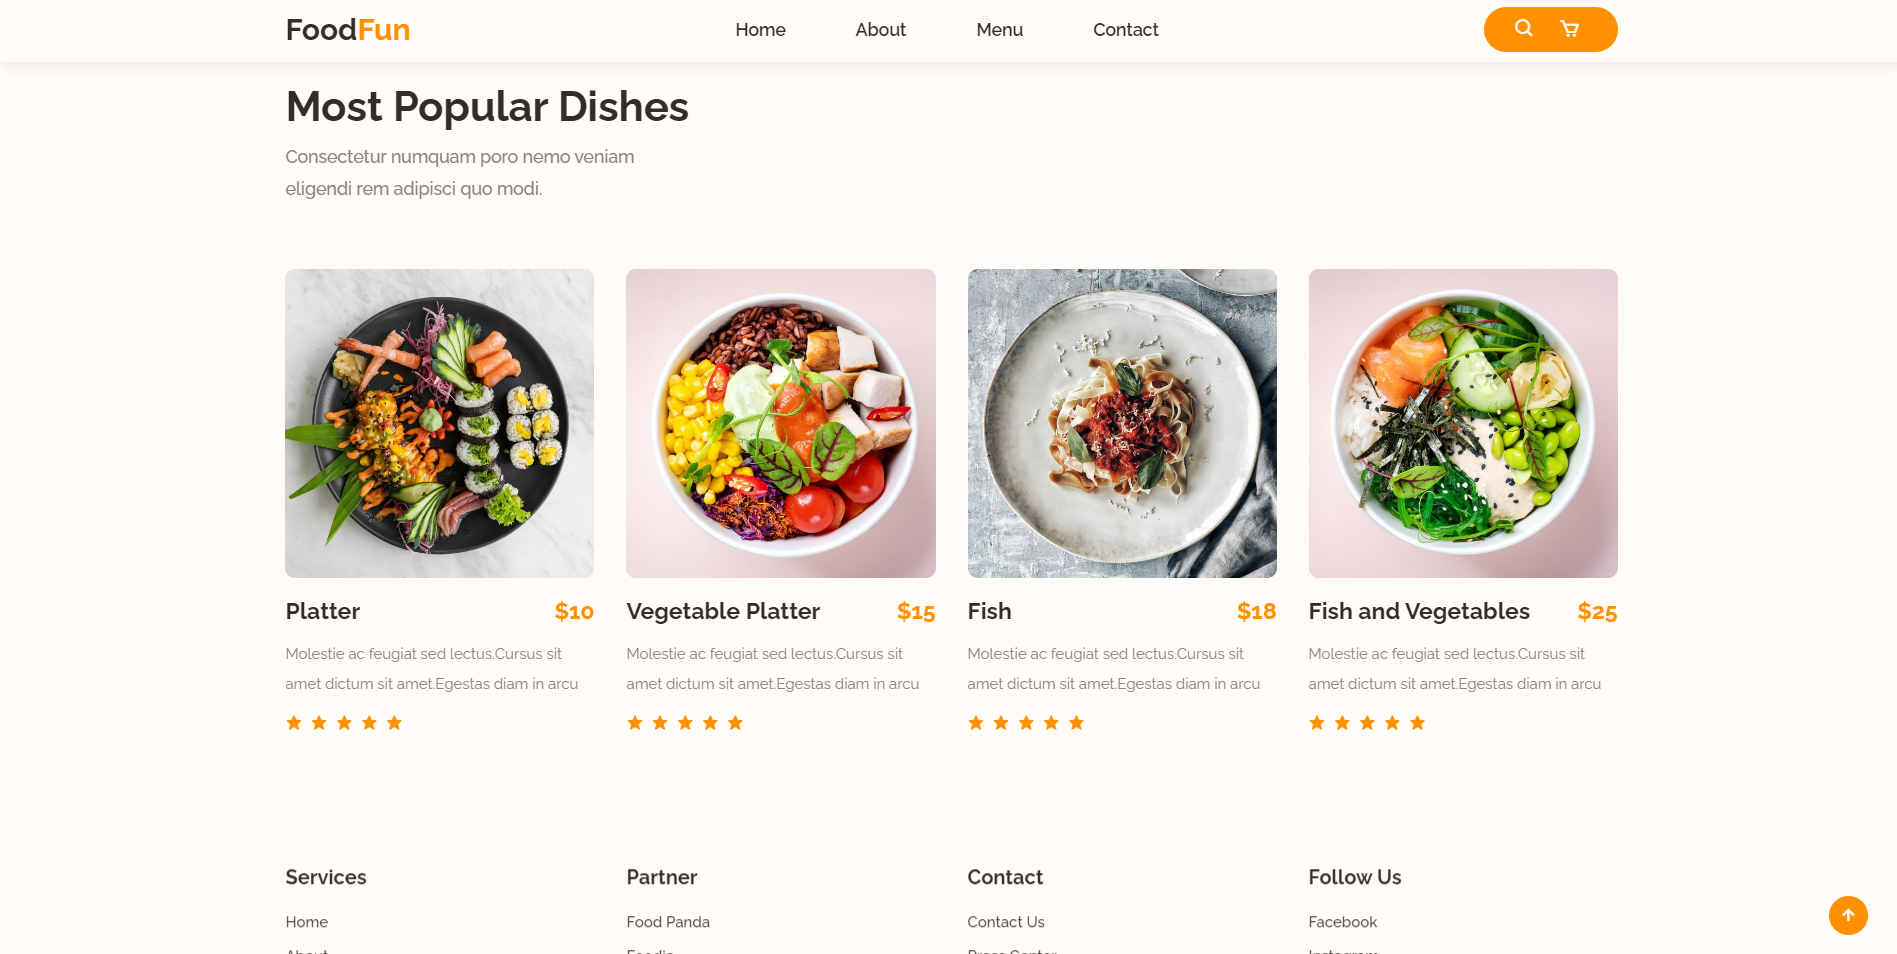 FoodFun
Home
About
Menu
Contact
Most Popular Dishes
Consectetur numquam poro nemo veniam
eligendi rem adipisci quo modi.
Platter
$10
Molestie ac feugiat sed lectus.Cursus sit
amet dictum sit amet.Egestas diam in arcu
Vegetable Platter
$15
Molestie ac feugiat sed lectus.Cursus sit
amet dictum sit amet.Egestas diam in arcu
Fish
$18
Molestie ac feugiat sed lectus.Cursus sit
amet dictum sit amet.Egestas diam in arcu
Fish and Vegetables
$25
Molestie ac feugiat sed lectus.Cursus sit
amet dictum sit amet.Egestas diam in arcu
Services
Home
About
Partner
Food Panda
Contact
Contact Us
Press Center
Follow Us
Facebook
Instagram